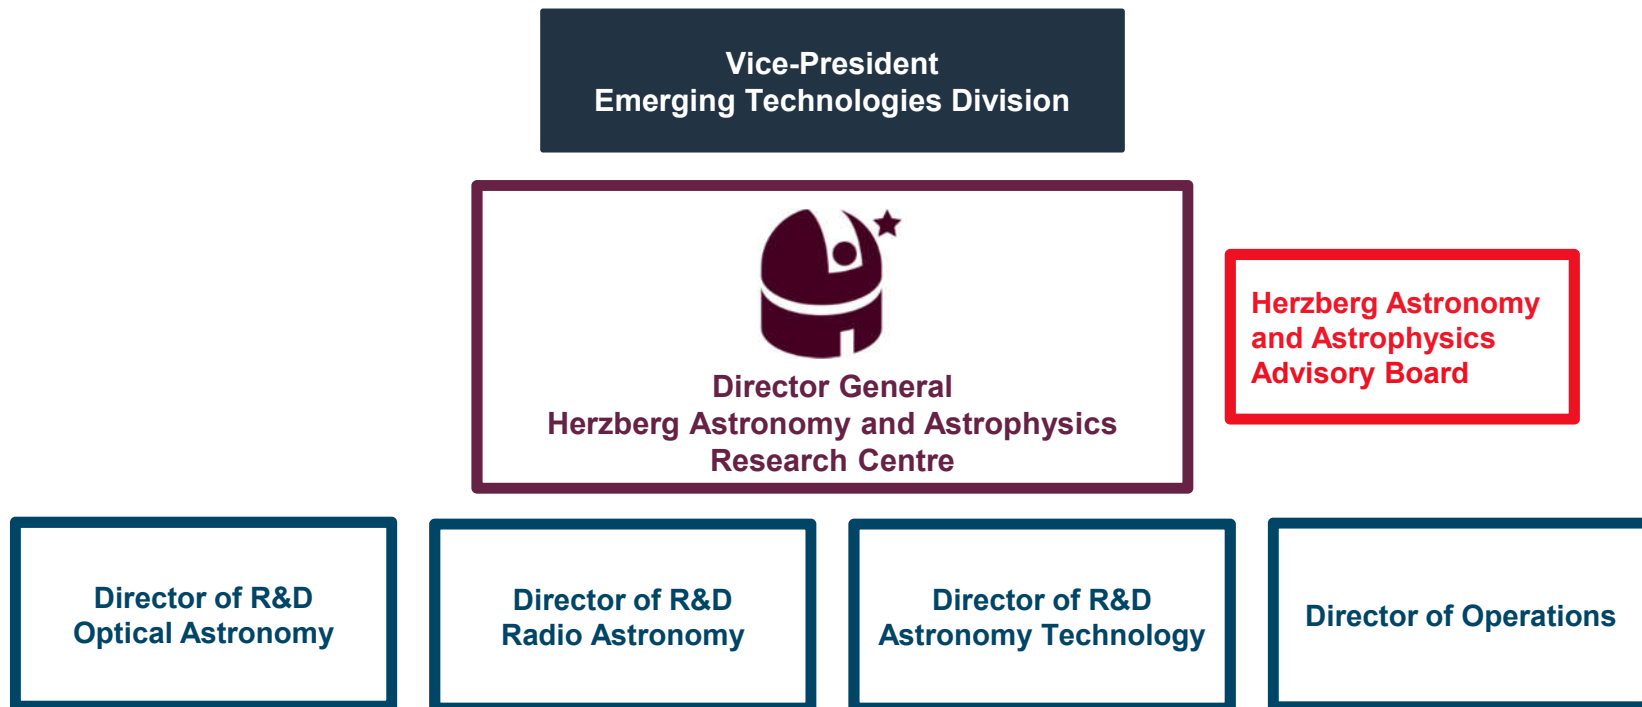 Vice-President
Emerging Technologies Division
Director General
Herzberg Astronomy and Astrophysics
Research Centre
Herzberg Astronomy
and Astrophysics
Advisory Board
Director of R&D
Optical Astronomy
Director of R&D
Radio Astronomy
Director of R&D
Astronomy Technology
Director of Operations